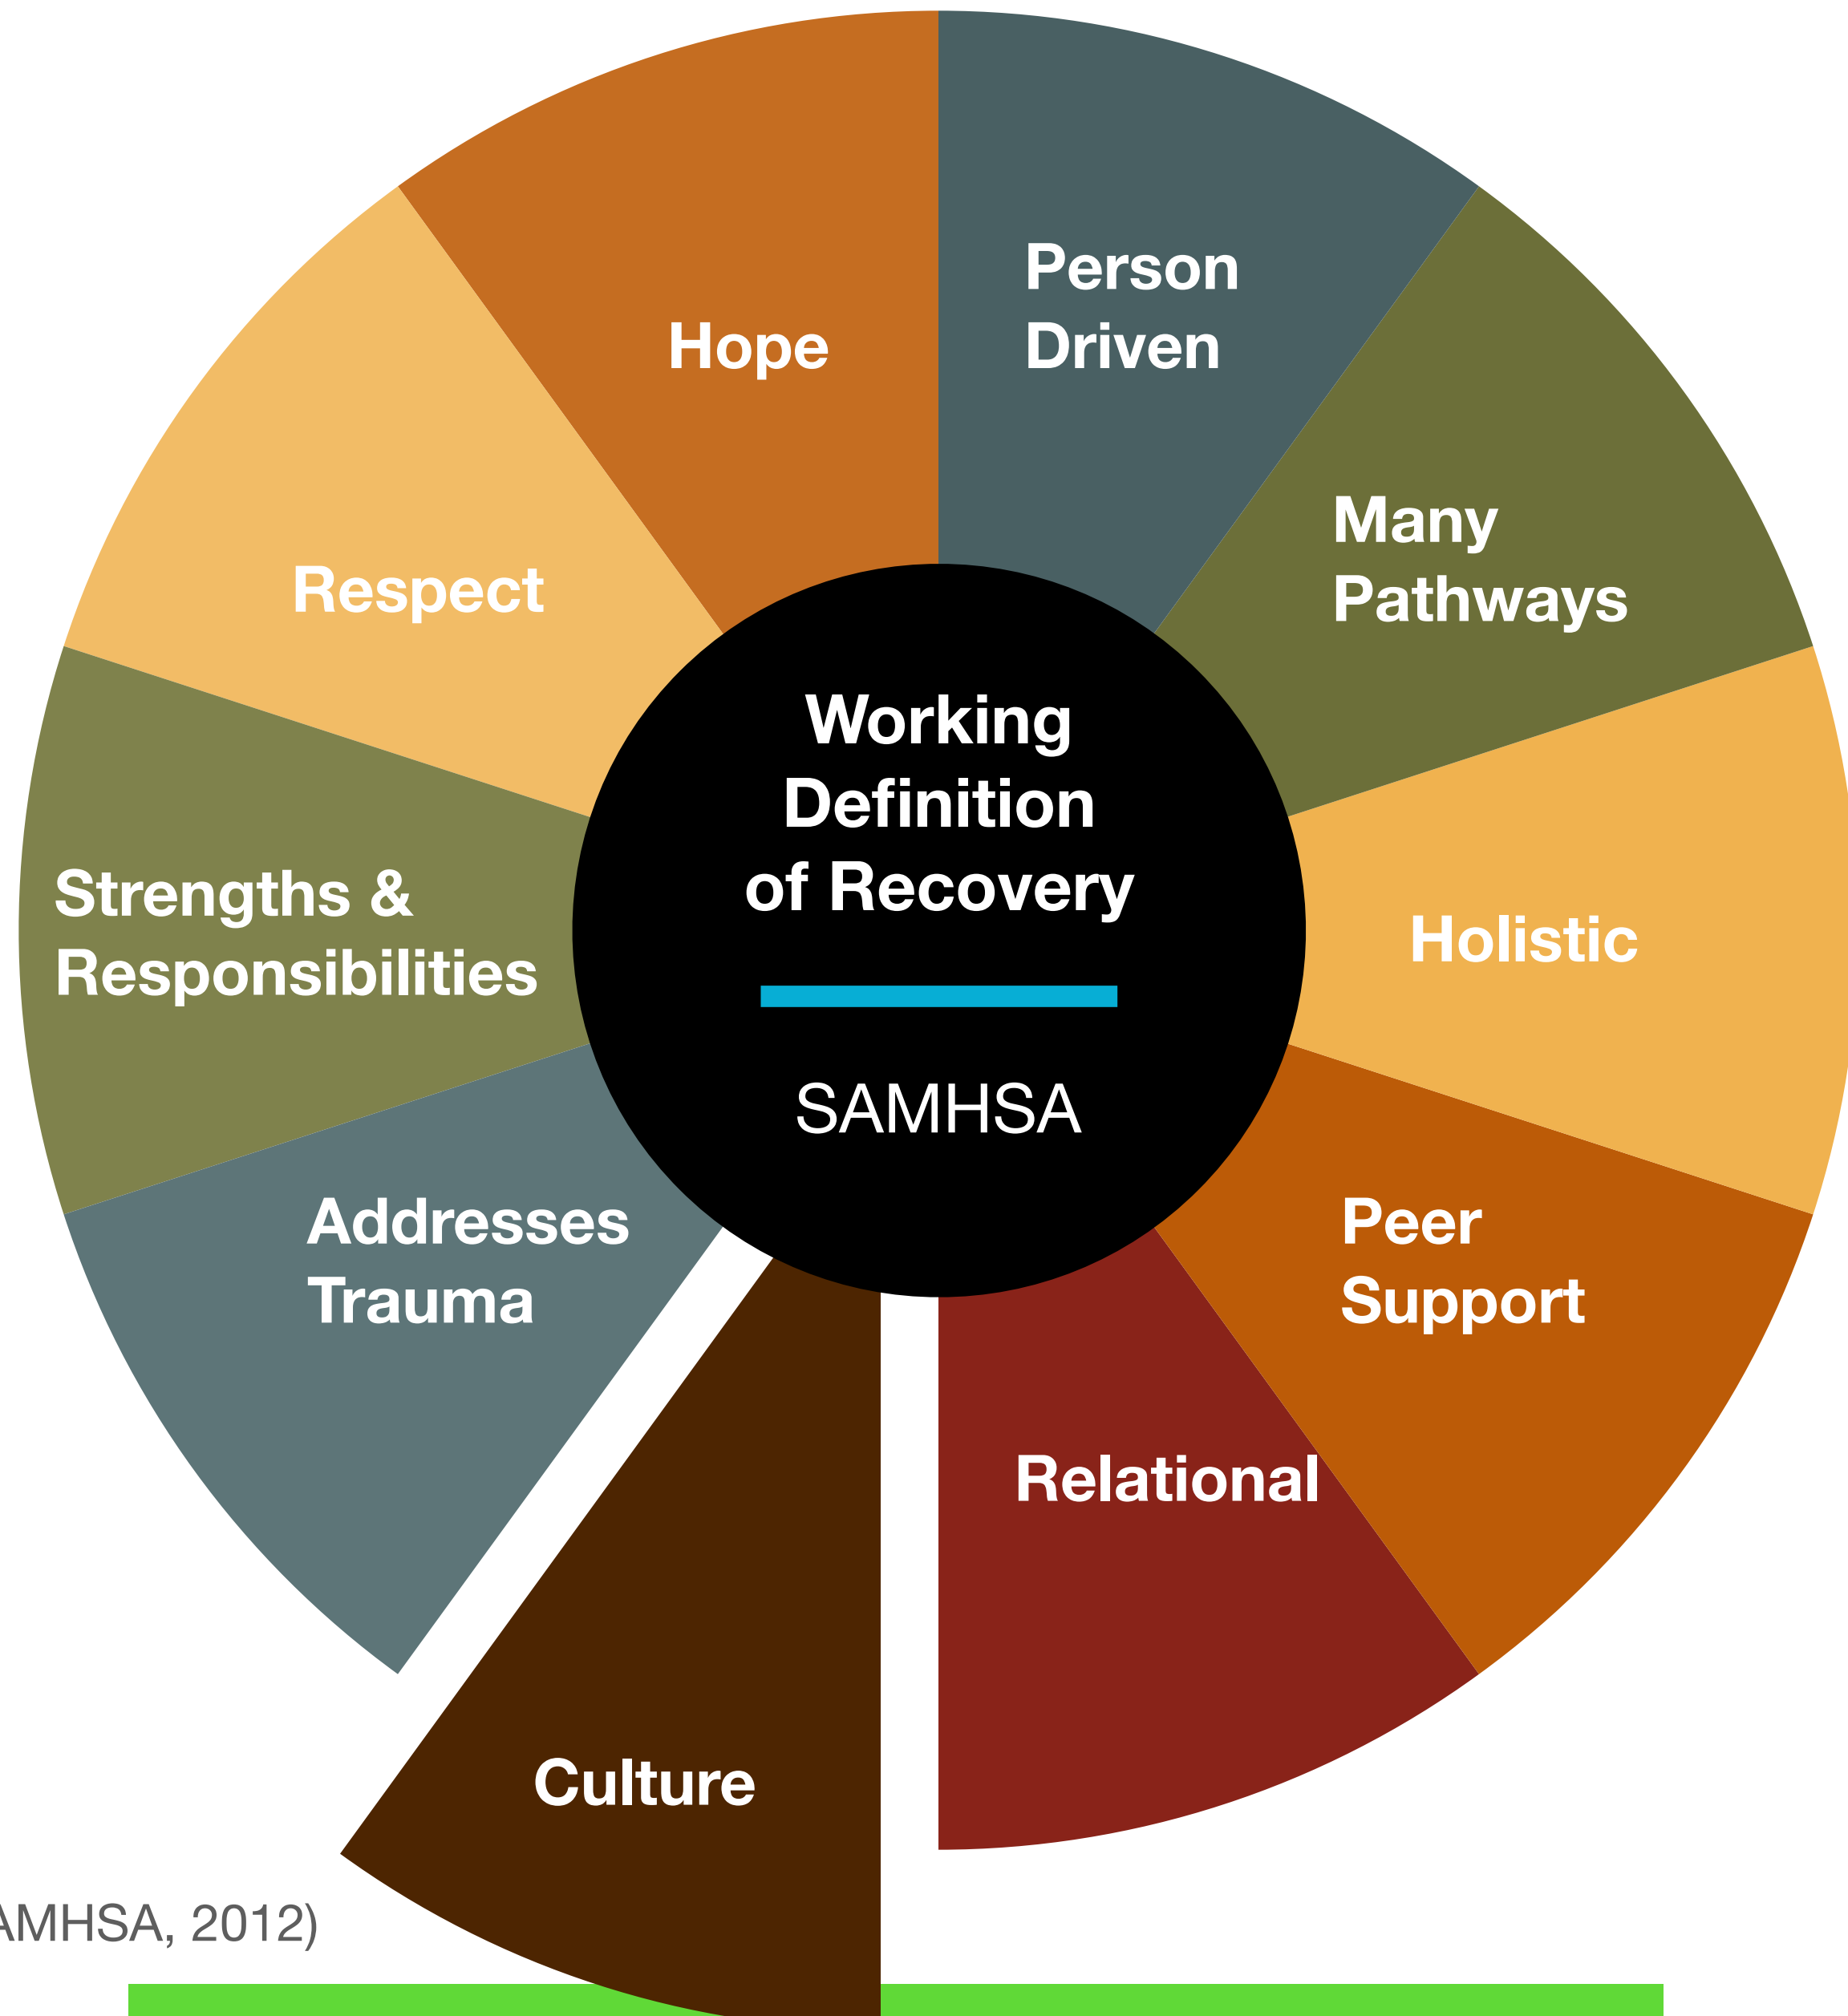 Person
Driven
Hope
Many
Pathways
Respect
Working
Definition
of Recovery
SAMHSA
Strengths &
Responsibilities
Holistic
Addresses
Trauma
Peer
Support
Relational
Culture
AMHSA, 2012)